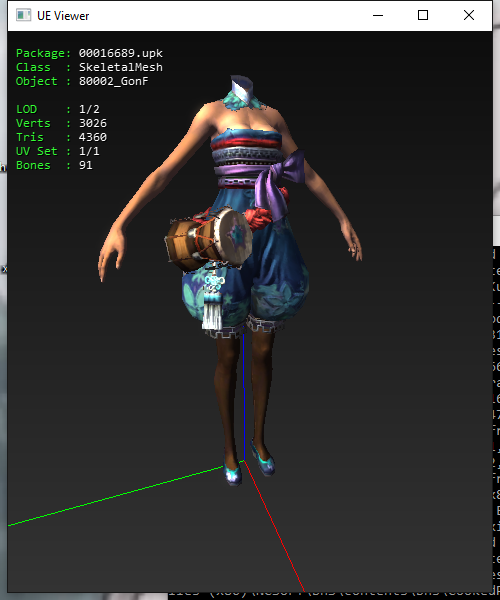 UE Viewer
Package: 00016689.upk
Class : SkeletalMesh
Object : 80002_GonF
LOD : 1/2
Verts : 3026
Tris : 4360
UV Set : 1/1
Bones : 91